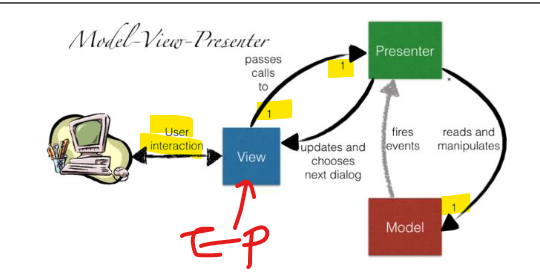 Model-View-Presenter
passes
calls
to
Presenter
1
1
User
interaction
View
updates and
chooses
next dialog
fires
events
reads and
manipulates
1
Model
E-P